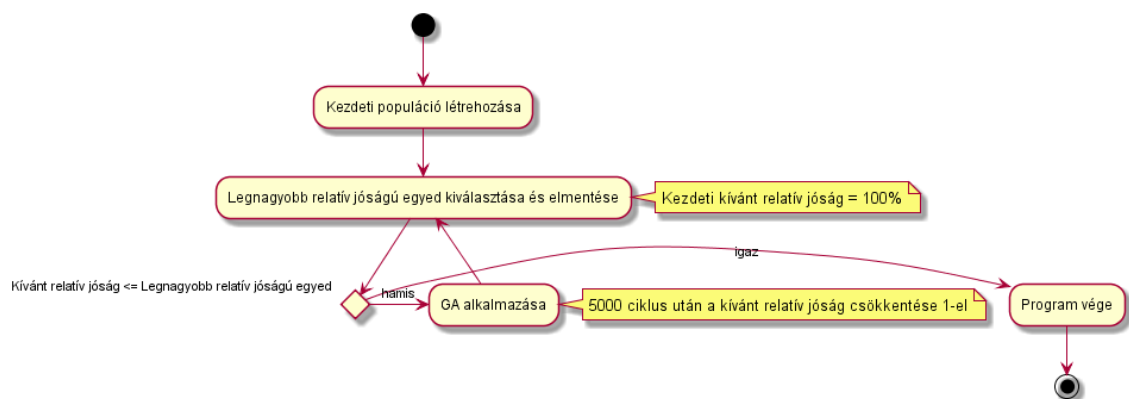 Kezdeti populáció létrehozása
Legnagyobb relatív jóságú egyed kiválasztása és elmentése
Kezdeti kívánt relatív jóság = 100%
igaz
Kívánt relatív jóság <= Legnagyobb relatív jóságú egyed
hamis
GA alkalmazása
5000 ciklus után a kívánt relatív jóság csökkentése 1-el
Program vége